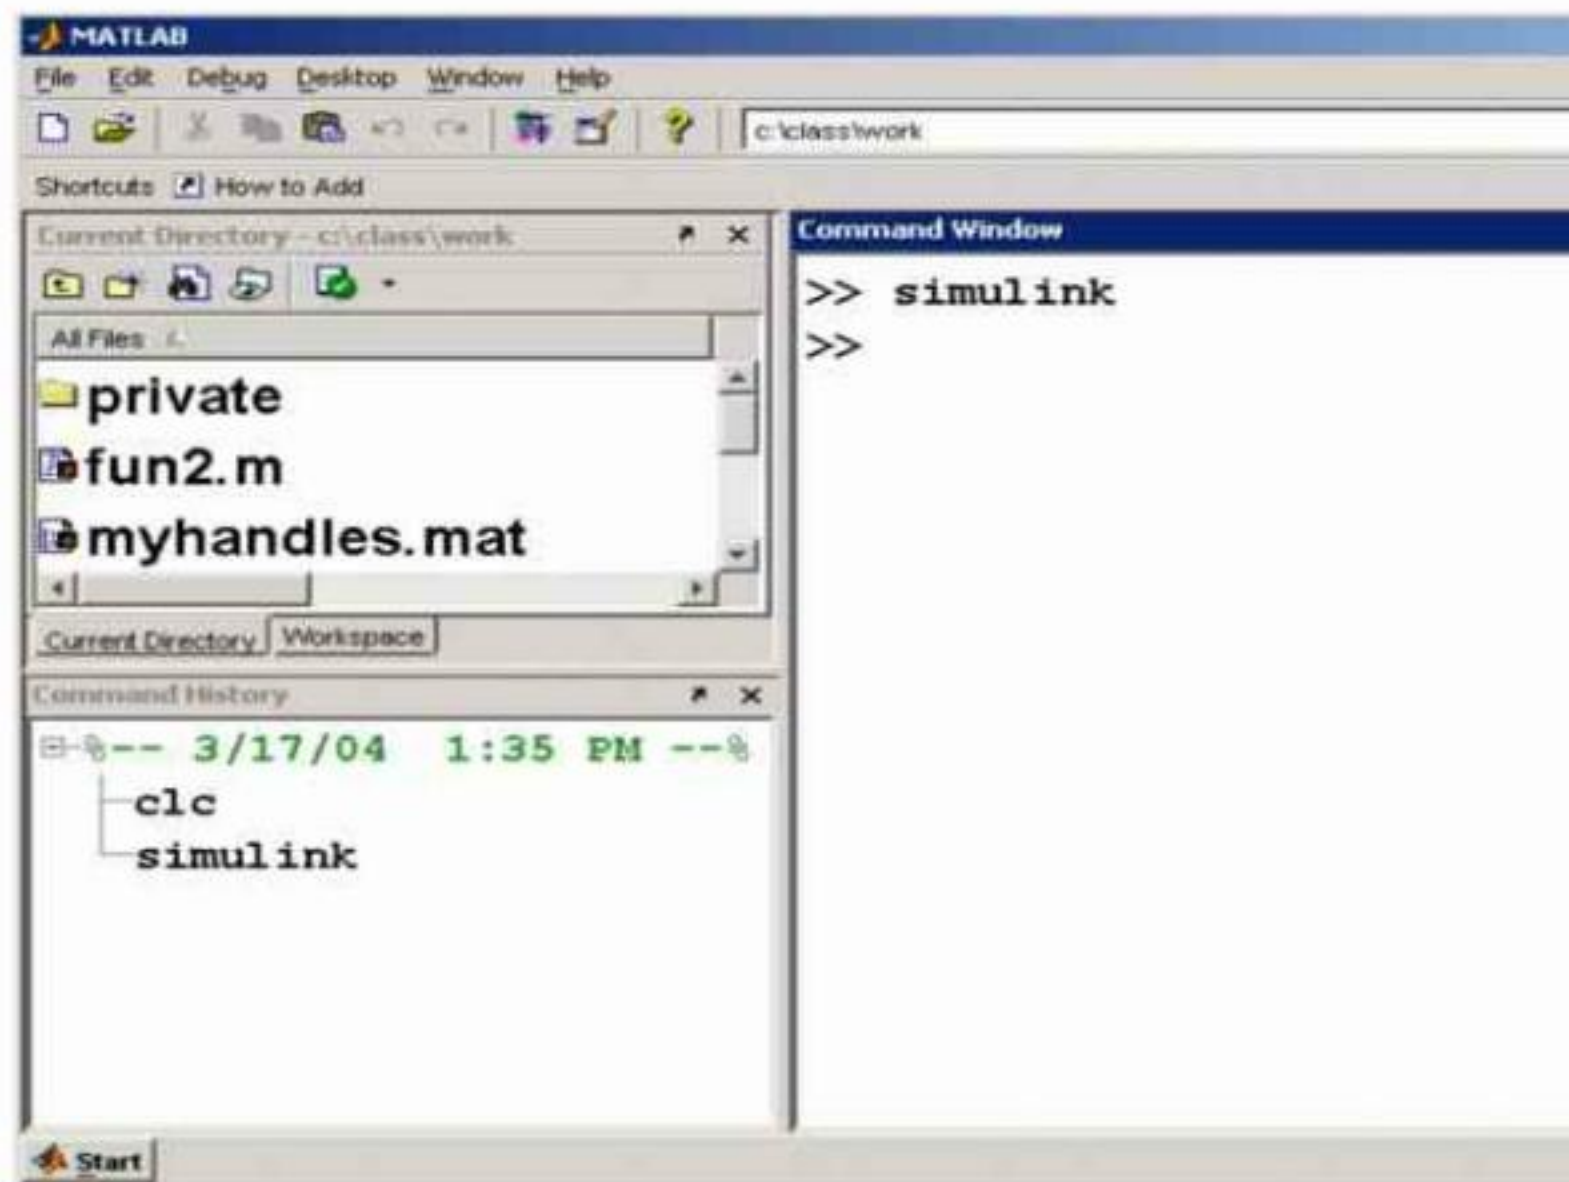 MATLAB
File Edit Debug Desktop Window Help
c:\class\work
Shortcuts How to Add
Current Directory - c:\class\work
All Files
private
fun2.m
myhandles.mat
Current Directory Workspace
Command History
-- 3/17/04 1:35 PM --
clc
simulink
Command Window
>> simulink
>>
Start